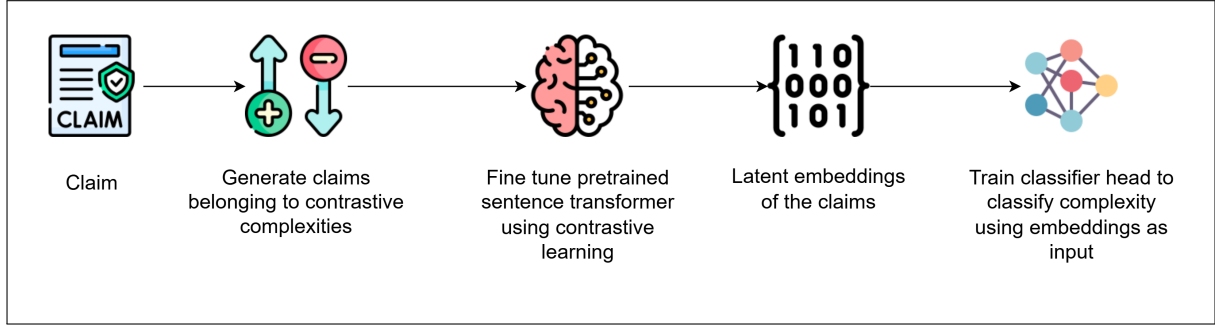 CLAIM
110
000
101
Claim
Generate claims
belonging to contrastive
complexities
Fine tune pretrained
sentence transformer
using contrastive
learning
Latent embeddings
of the claims
Train classifier head to
classify complexity
using embeddings as
input